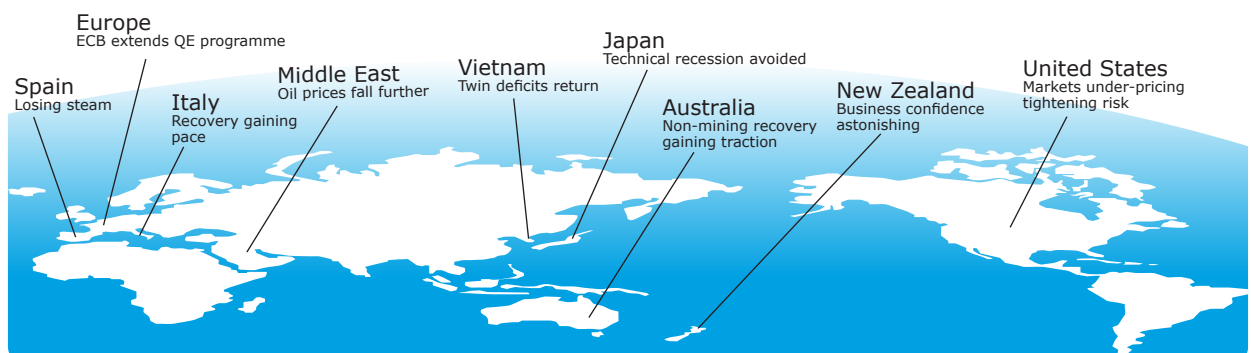 Europe
ECB extends QE programme
Spain
Losing steam
Italy
Recovery gaining
pace
Middle East
Oil prices fall further
Vietnam
Twin deficits return
Japan
Technical recession avoided
Australia
Non-mining recovery
gaining traction
New Zealand
Business confidence
astonishing
United States
Markets under-pricing
tightening risk